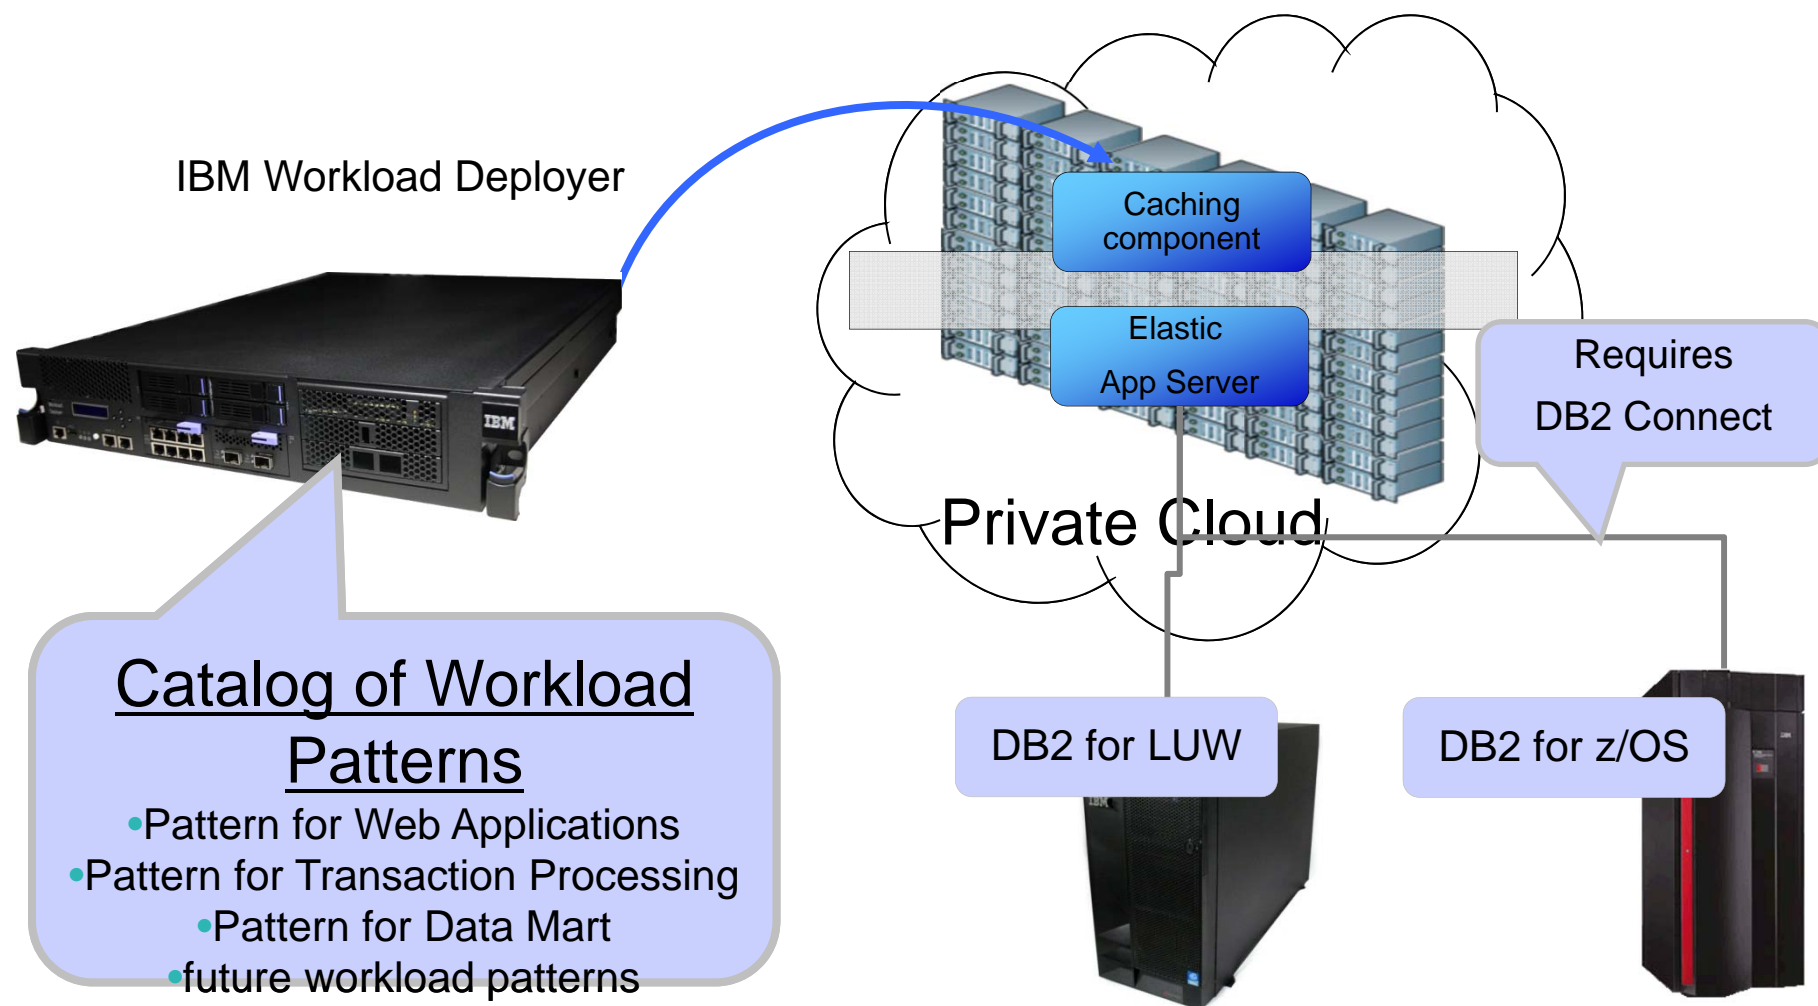 IBM Workload Deployer
Caching
component
Elastic
App Server
Requires
DB2 Connect
Private Cloud
IBM
Catalog of Workload
Patterns
•Pattern for Web Applications
•Pattern for Transaction Processing
•Pattern for Data Mart
•future workload patterns
DB2 for LUW
IBM
DB2 for z/OS
IBM